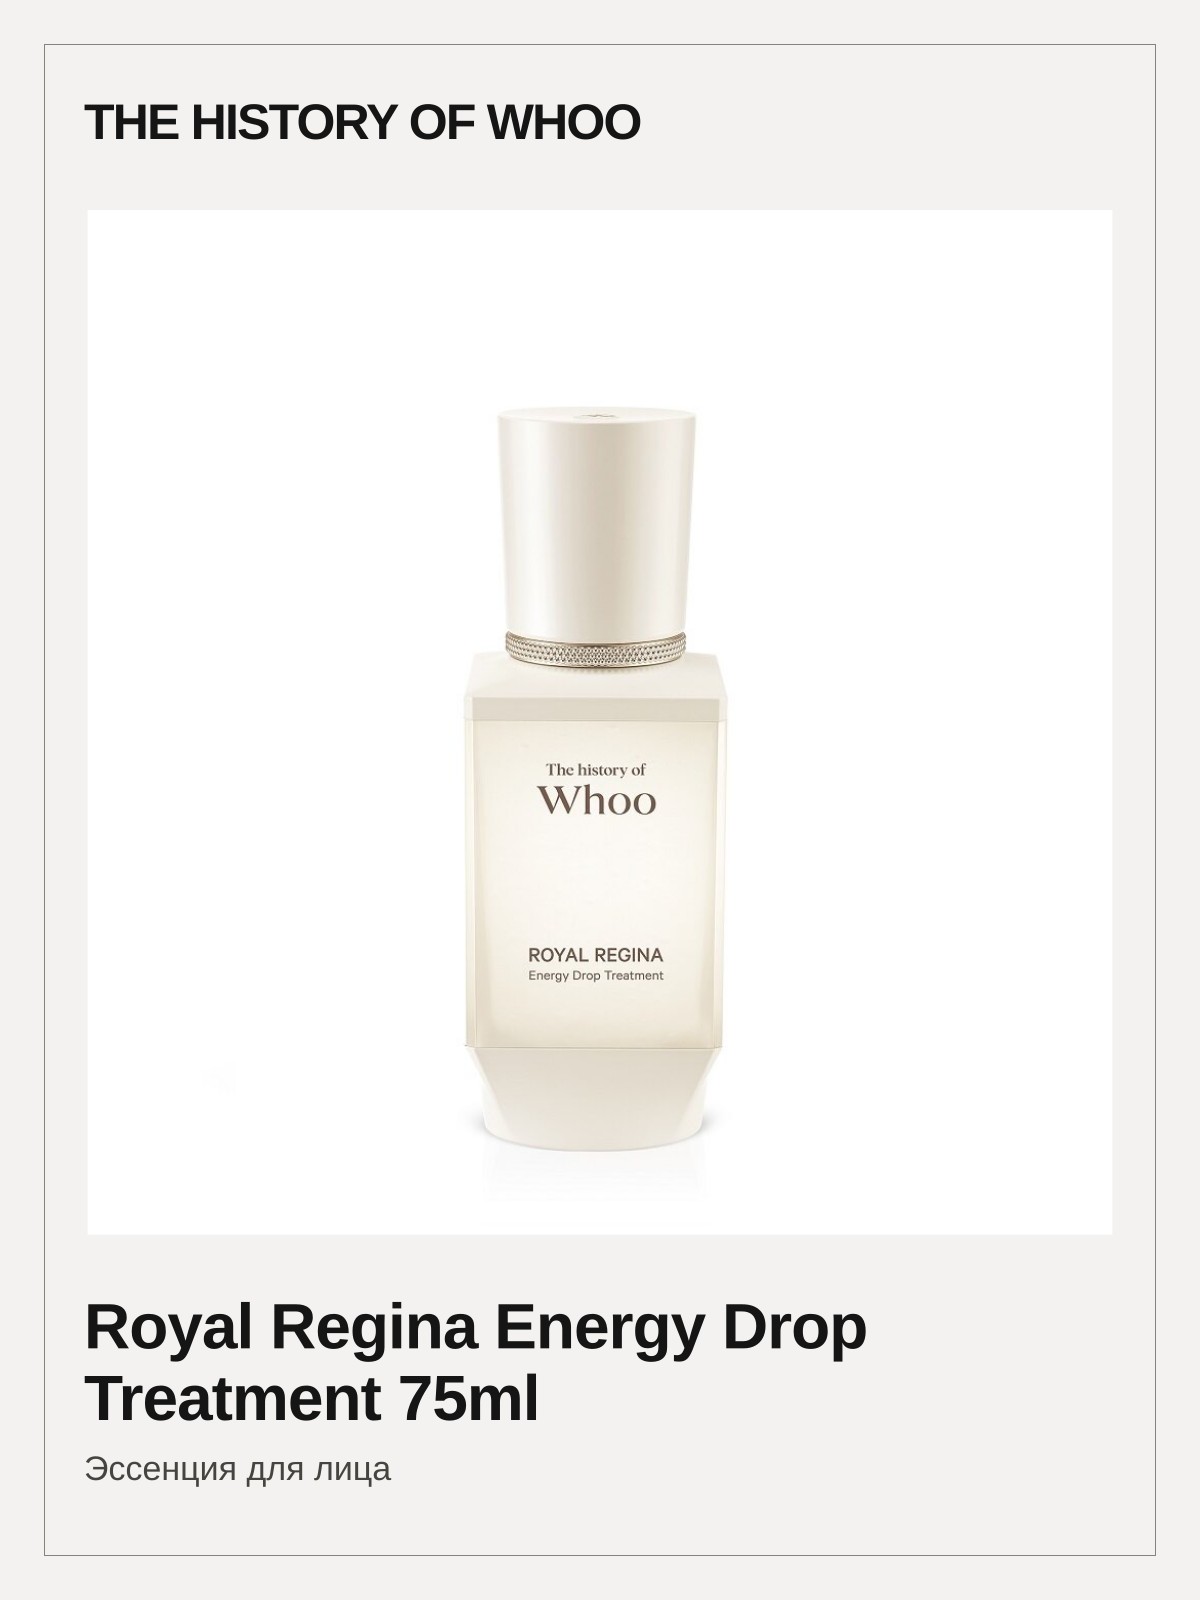 THE HISTORY OF WHOO
The history of
Whoo
ROYAL REGINA
Energy Drop Treatment
Royal Regina Energy Drop
Treatment 75ml
Эссенция для лица